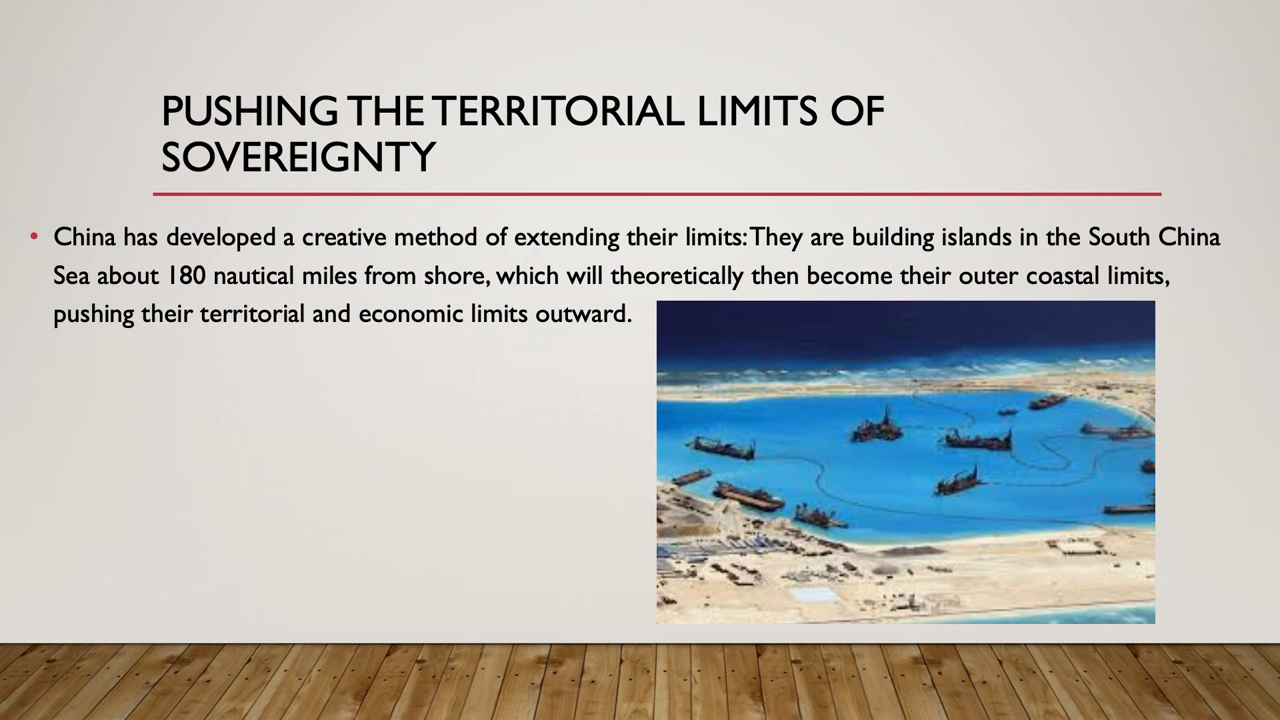 PUSHING THE TERRITORIAL LIMITS OF
SOVEREIGNTY
• China has developed a creative method of extending their limits: They are building islands in the South China
Sea about 180 nautical miles from shore, which will theoretically then become their outer coastal limits,
pushing their territorial and economic limits outward.